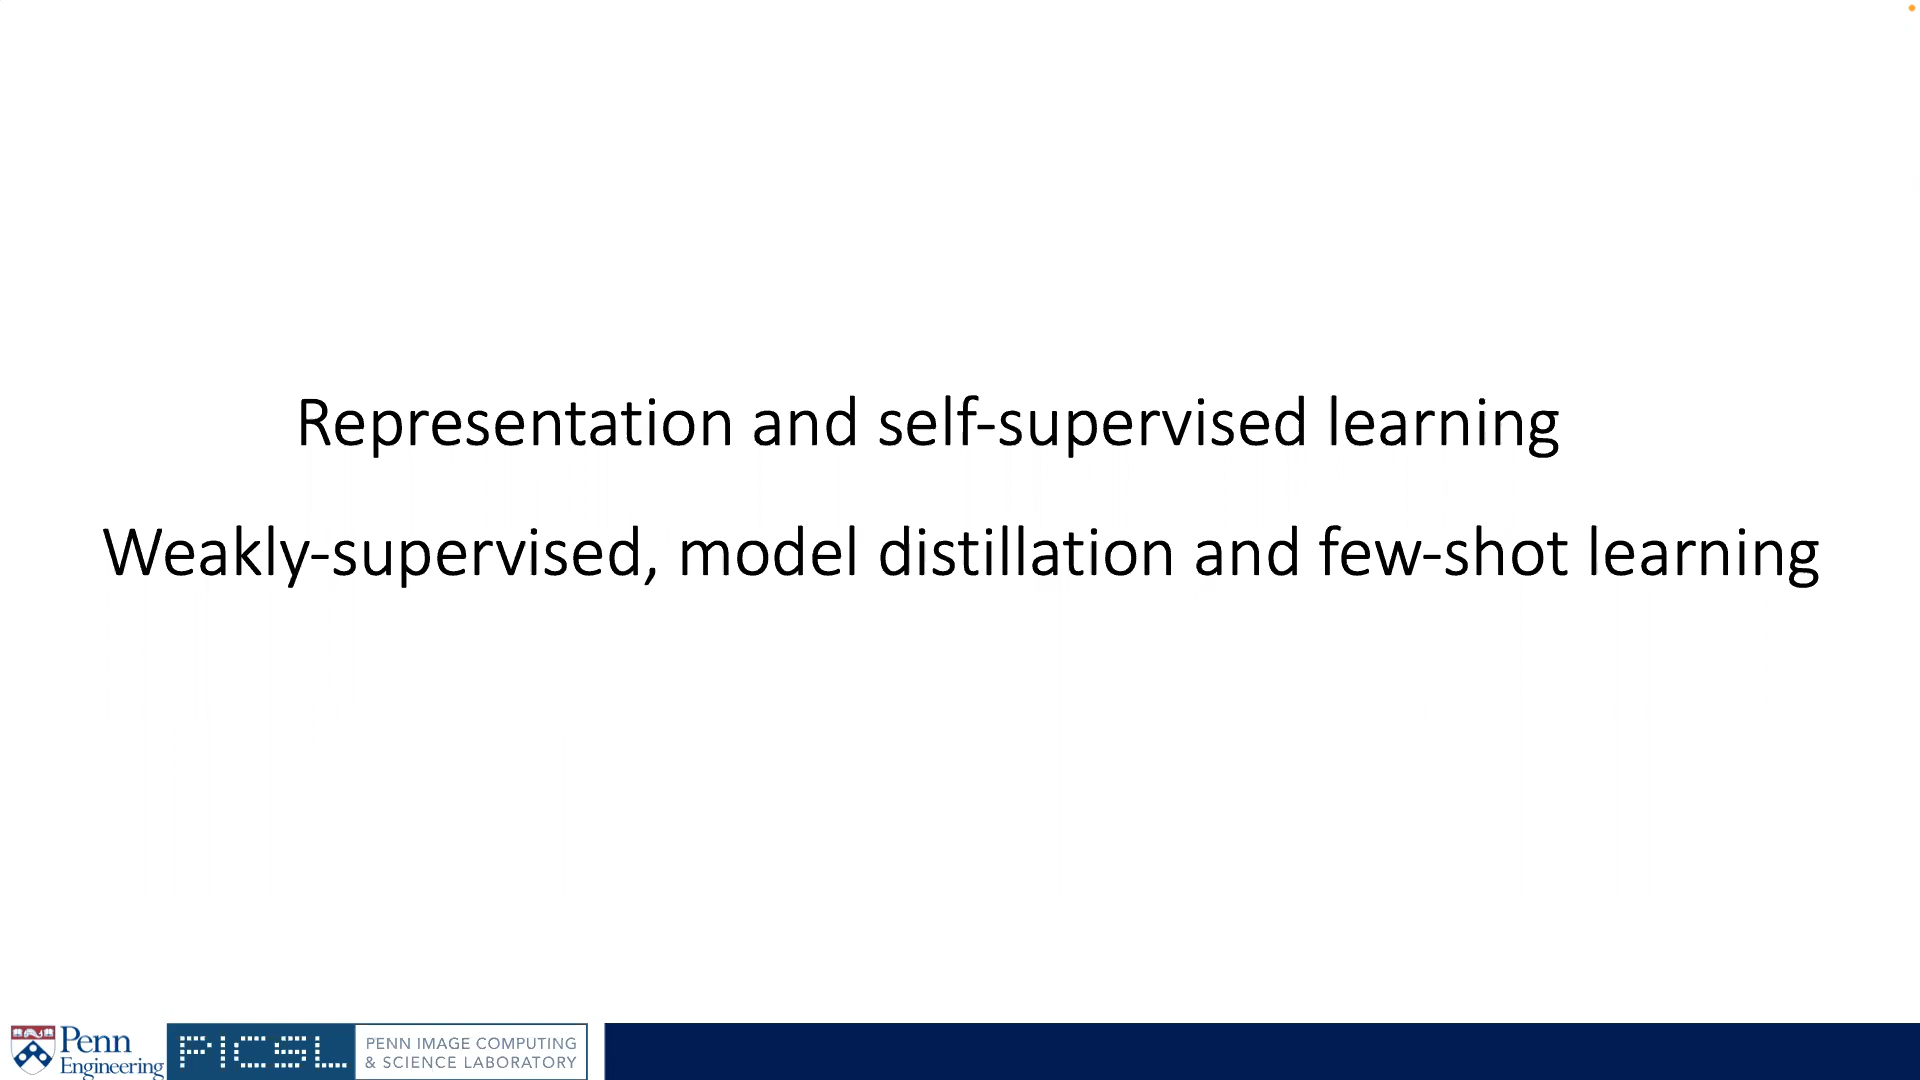 Representation and self-supervised learning
Weakly-supervised, model distillation and few-shot learning
Penn
Engineering
PICSL
PENN IMAGE COMPUTING
& SCIENCE LABORATORY